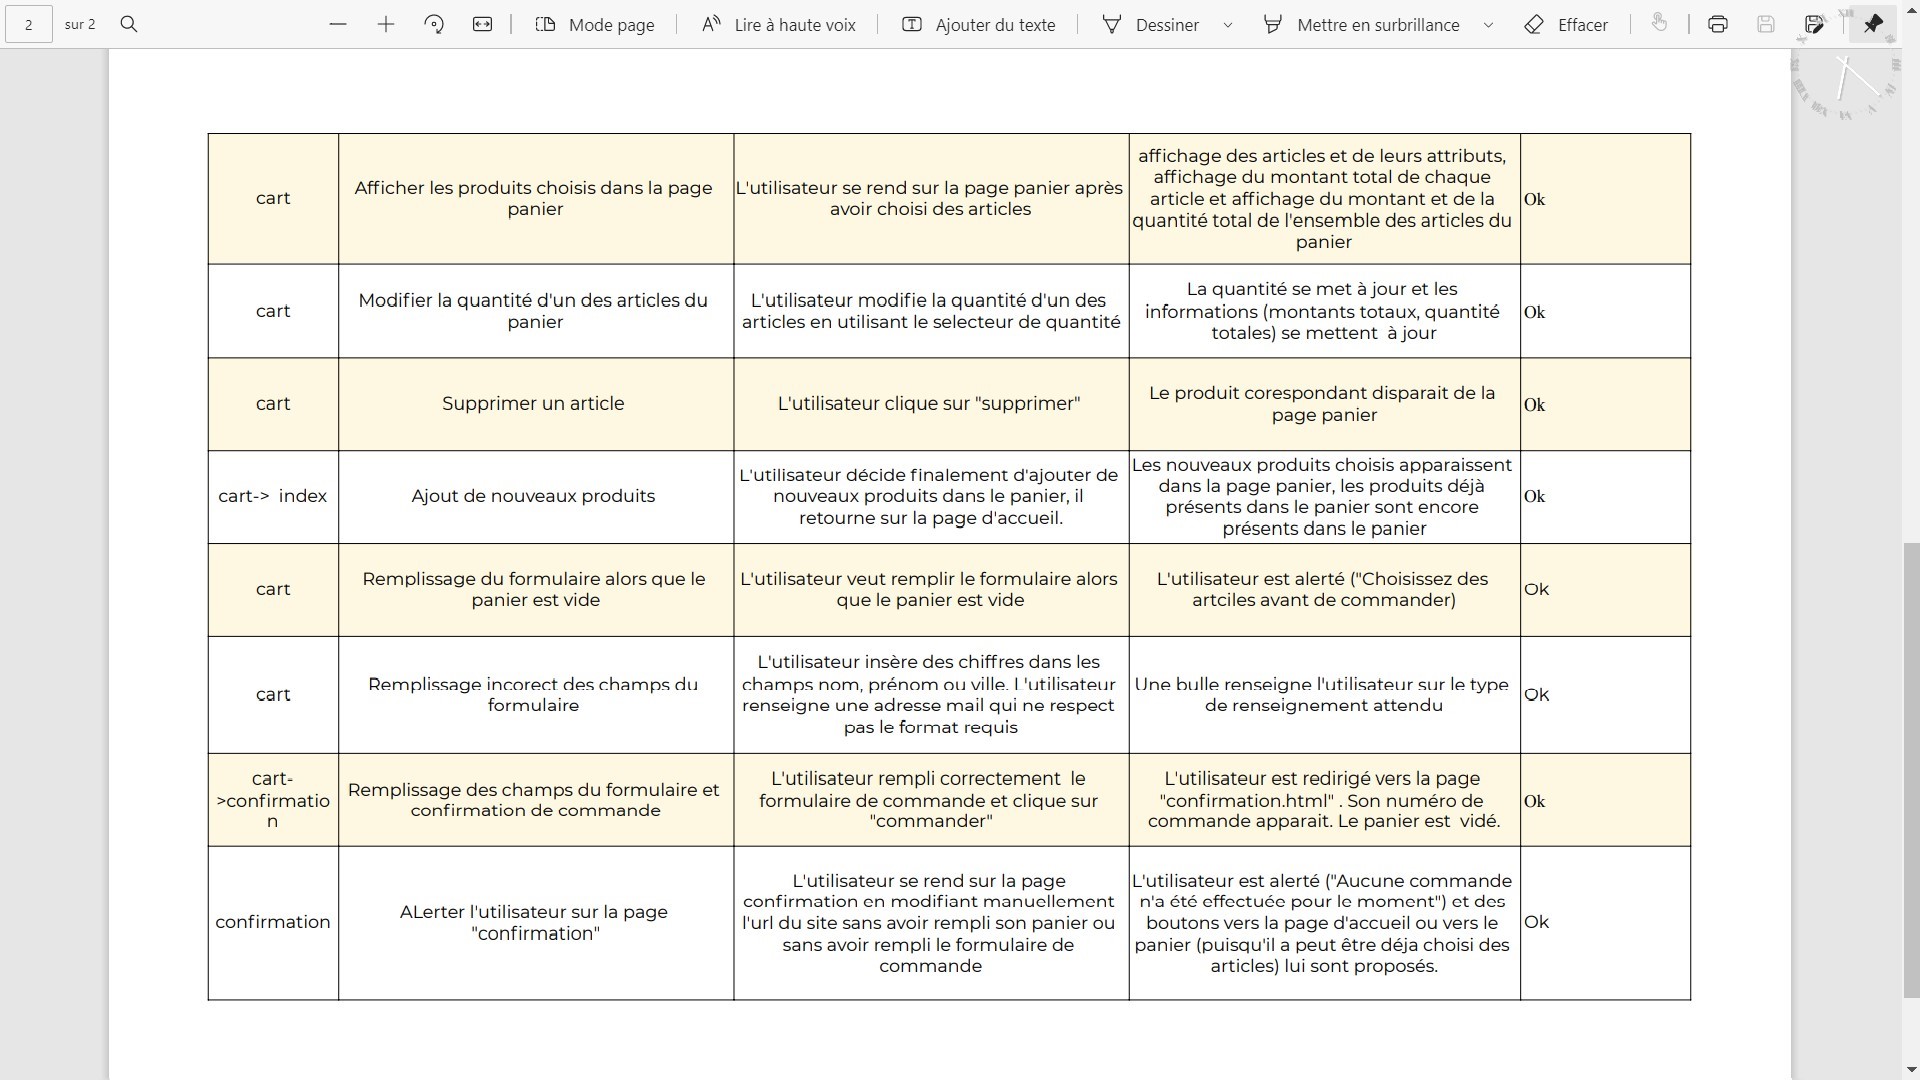 2 sur 2 Mode page Lire à haute voix Ajouter du texte Dessiner Mettre en surbrillance Effacer
cart
Afficher les produits choisis dans la page
panier
L'utilisateur se rend sur la page panier après
avoir choisi des articles
affichage des articles et de leurs attributs,
affichage du montant total de chaque
article et affichage du montant et de la
quantité total de l'ensemble des articles du
panier
Ok
cart
Modifier la quantité d'un des articles du
panier
L'utilisateur modifie la quantité d'un des
articles en utilisant le selecteur de quantité
La quantité se met à jour et les
informations (montants totaux, quantité
totales) se mettent à jour
Ok
cart
Supprimer un article
L'utilisateur clique sur "supprimer"
Le produit corespondant disparait de la
page panier
Ok
cart-> index
Ajout de nouveaux produits
L'utilisateur décide finalement d'ajouter de
nouveaux produits dans le panier, il
retourne sur la page d'accueil.
Les nouveaux produits choisis apparaissent
dans la page panier, les produits déjà
présents dans le panier sont encore
présents dans le panier
Ok
cart
Remplissage du formulaire alors que le
panier est vide
L'utilisateur veut remplir le formulaire alors
que le panier est vide
L'utilisateur est alerté ("Choisissez des
artciles avant de commander)
Ok
cart
Remplissage incorect des champs du
formulaire
L'utilisateur insère des chiffres dans les
champs nom, prénom ou ville. L'utilisateur
renseigne une adresse mail qui ne respect
pas le format requis
Une bulle renseigne l'utilisateur sur le type
de renseignement attendu
Ok
cart-
>confirmatio
n
Remplissage des champs du formulaire et
confirmation de commande
L'utilisateur rempli correctement le
formulaire de commande et clique sur
"commander"
L'utilisateur est redirigé vers la page
"confirmation.html" . Son numéro de
commande apparait. Le panier est vidé.
Ok
confirmation
ALerter l'utilisateur sur la page
"confirmation"
L'utilisateur se rend sur la page
confirmation en modifiant manuellement
l'url du site sans avoir rempli son panier ou
sans avoir rempli le formulaire de
commande
L'utilisateur est alerté ("Aucune commande
n'a été effectuée pour le moment") et des
boutons vers la page d'accueil ou vers le
panier (puisqu'il a peut être déja choisi des
articles) lui sont proposés.
Ok